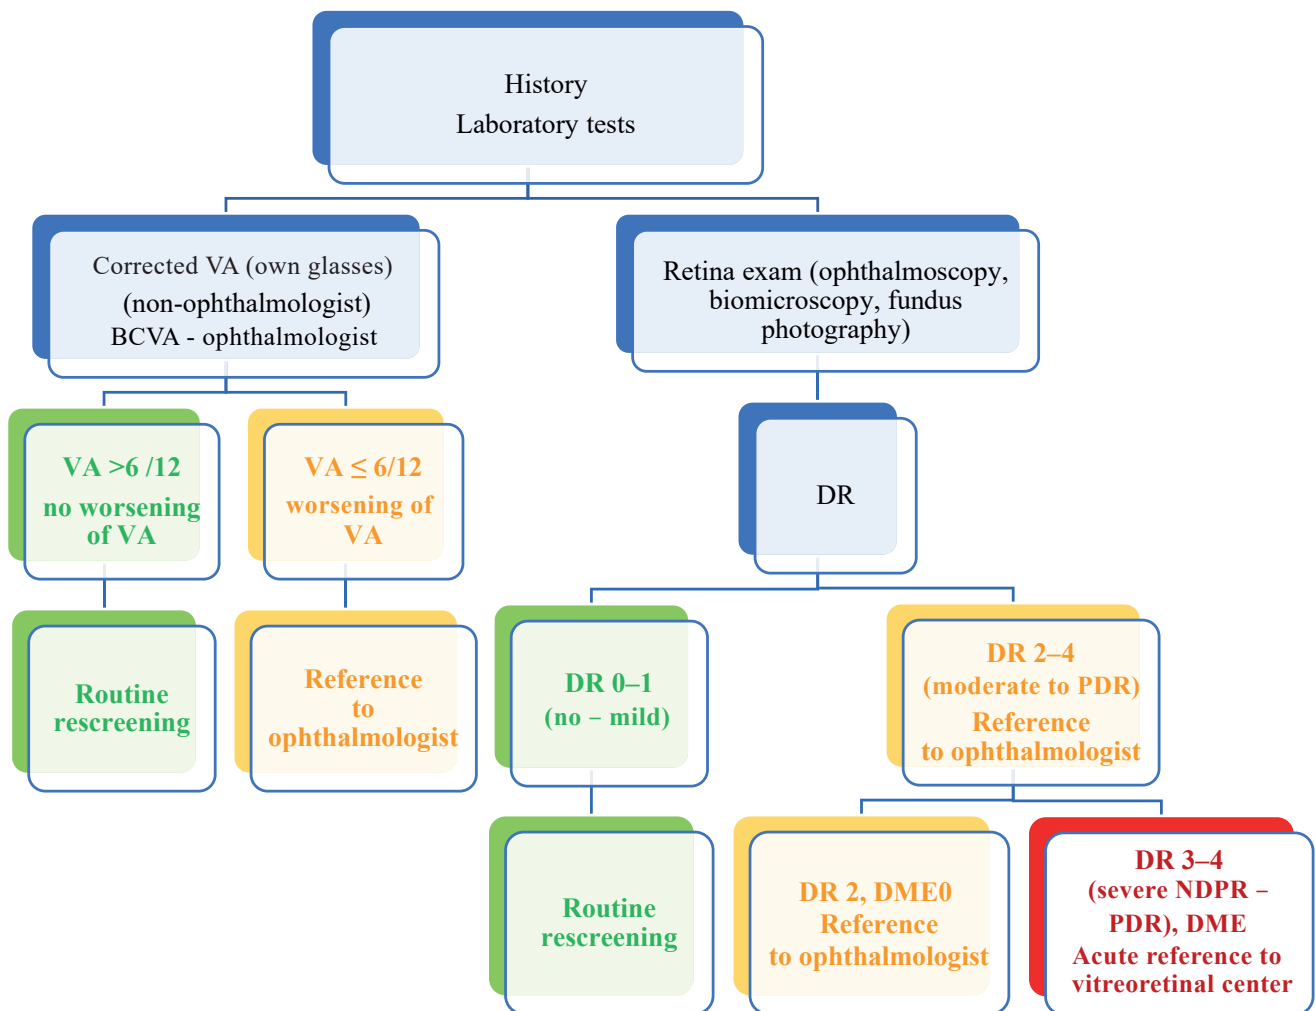 History
Laboratory tests
Corrected VA (own glasses)
(non-ophthalmologist)
BCVA - ophthalmologist
Retina exam (ophthalmoscopy,
biomicroscopy, fundus
photography)
VA >6 /12
no worsening
of VA
VA ≤ 6/12
worsening of
VA
DR
Routine
rescreening
Reference
to
ophthalmologist
DR 0–1
(no – mild)
DR 2–4
(moderate to PDR)
Reference
to ophthalmologist
Routine
rescreening
DR 2, DME0
Reference
to ophthalmologist
DR 3–4
(severe NDPR –
PDR), DME
Acute reference to
vitreoretinal center